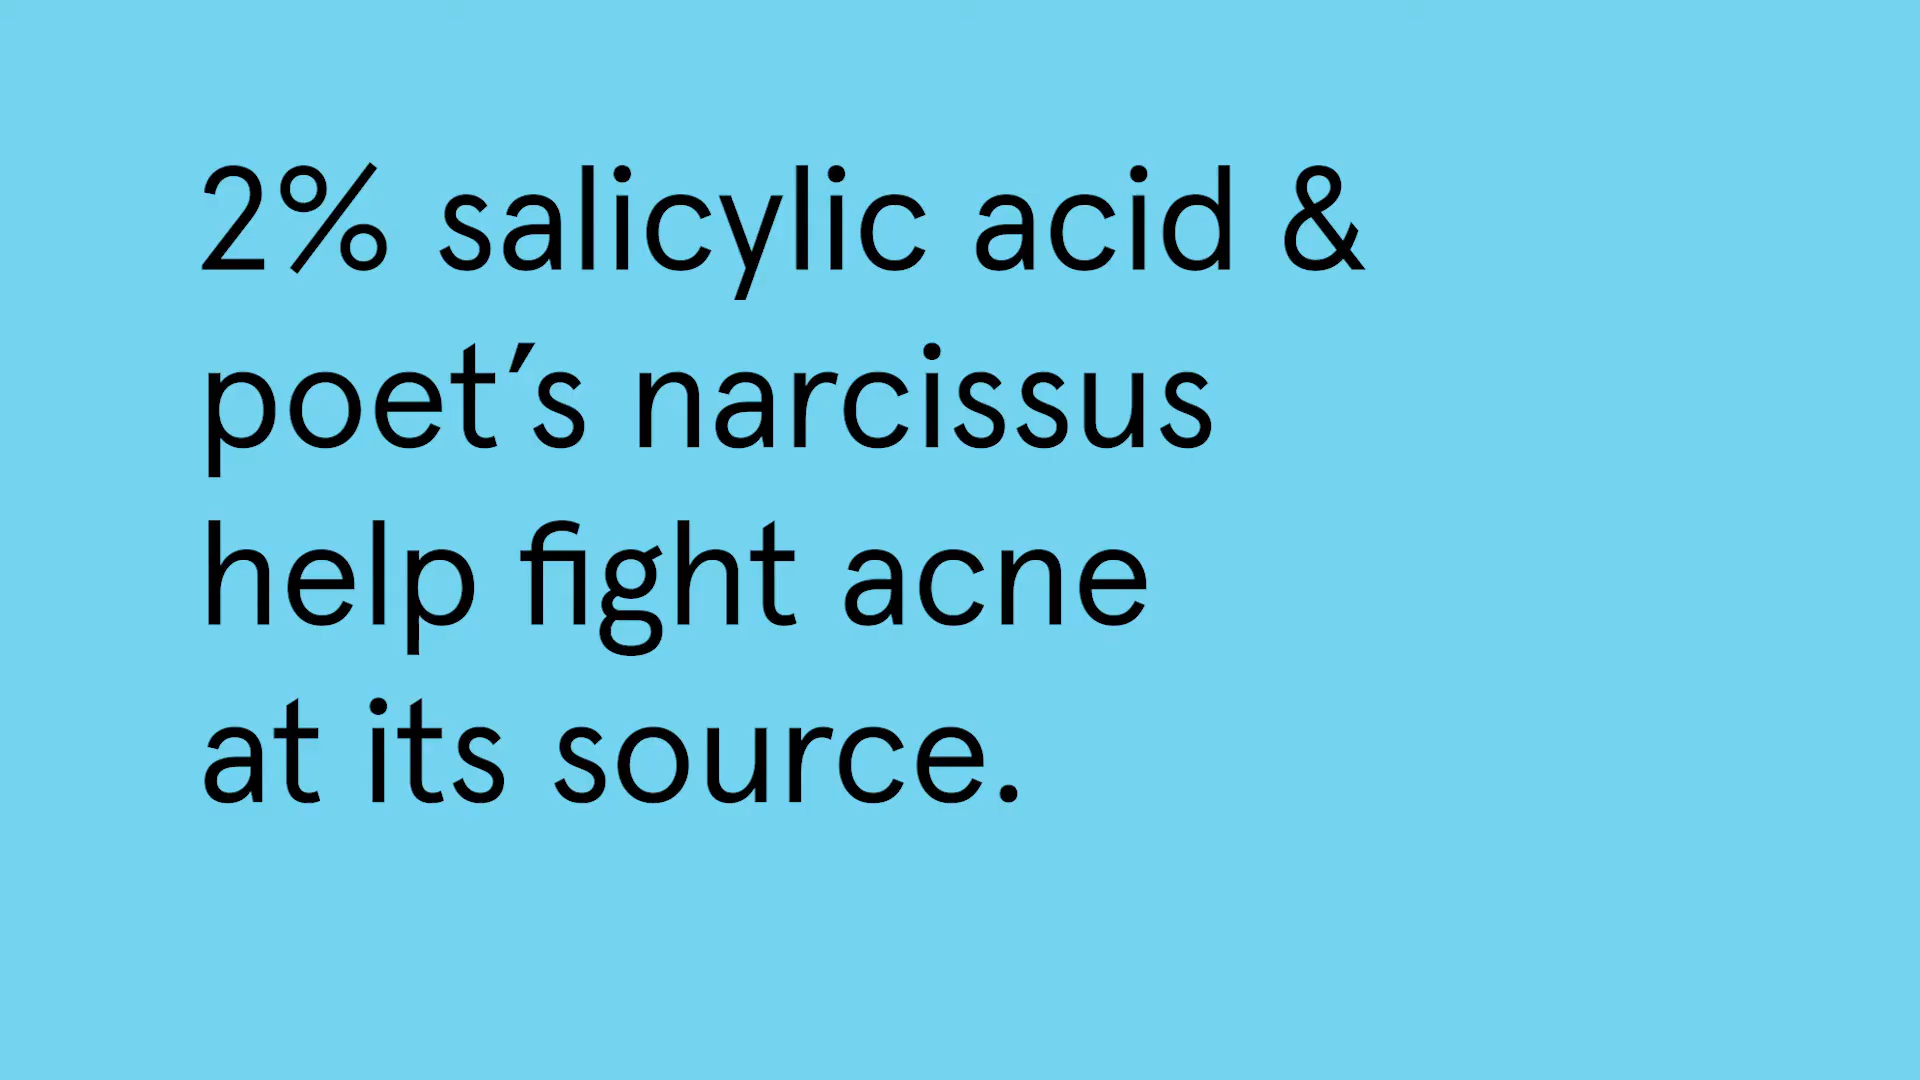 2% salicylic acid &
poet’s narcissus
help fight acne
at its source.